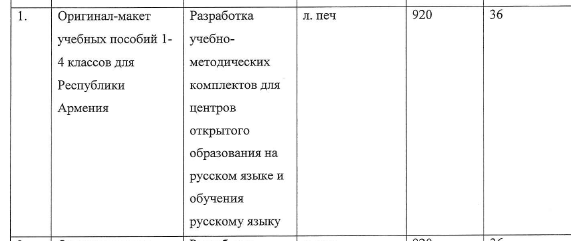 1. Оригинал-макет Разработка л. печ 920 36
учебных пособий 1- учебно-
4 классов для методических
Республики комплектов для
Армения центров
открытого
образования на
русском языке и
обучения
русскому языку